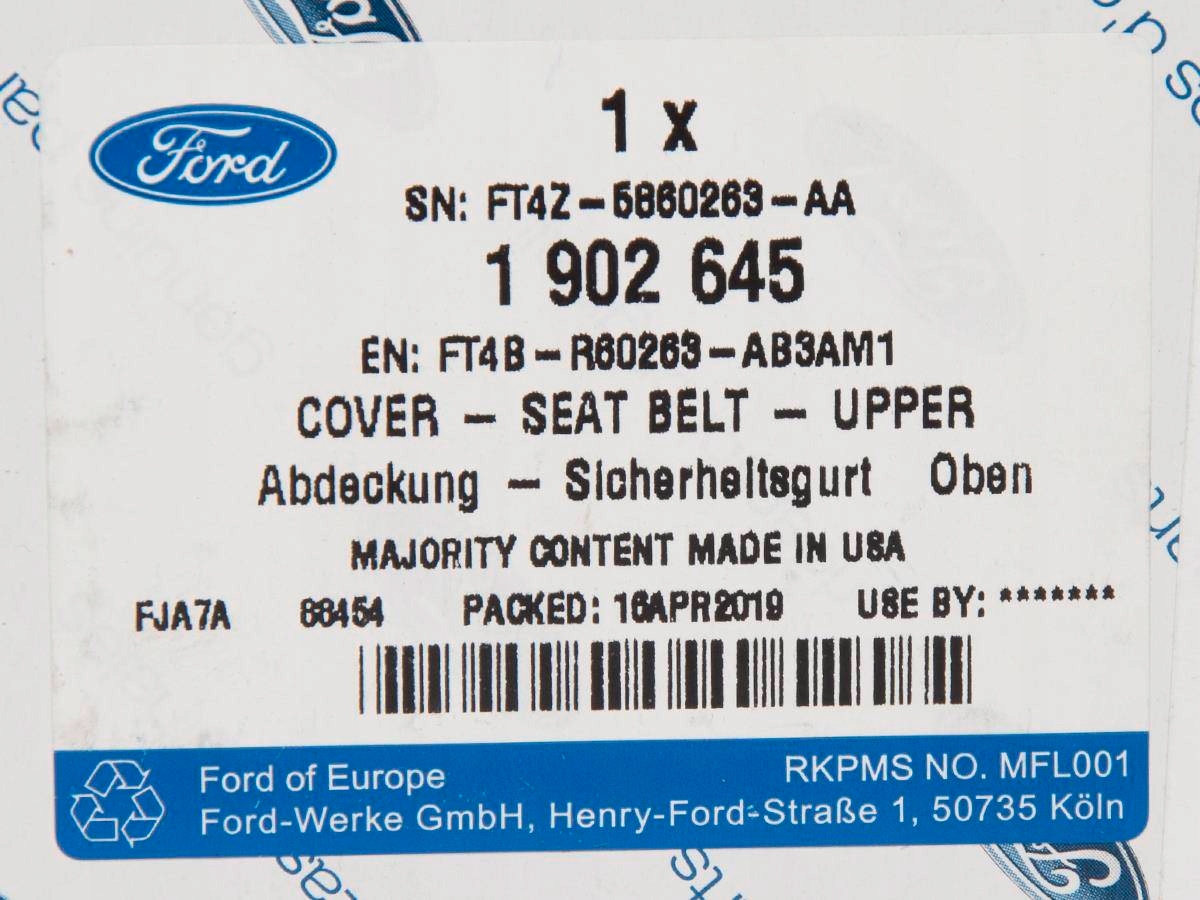 Ford
1 x
SN: FT4Z-5860263-AA
1 902 645
EN: FT4B-R60263-AB3AM1
COVER - SEAT BELT - UPPER
Abdeckung - Sicherheitsgurt Oben
MAJORITY CONTENT MADE IN USA
FJA7A 88454 PACKED: 16APR2019 USE BY: *******
Ford of Europe
RKPMS NO. MFL001
Ford-Werke GmbH, Henry-Ford-Straße 1, 50735 Köln